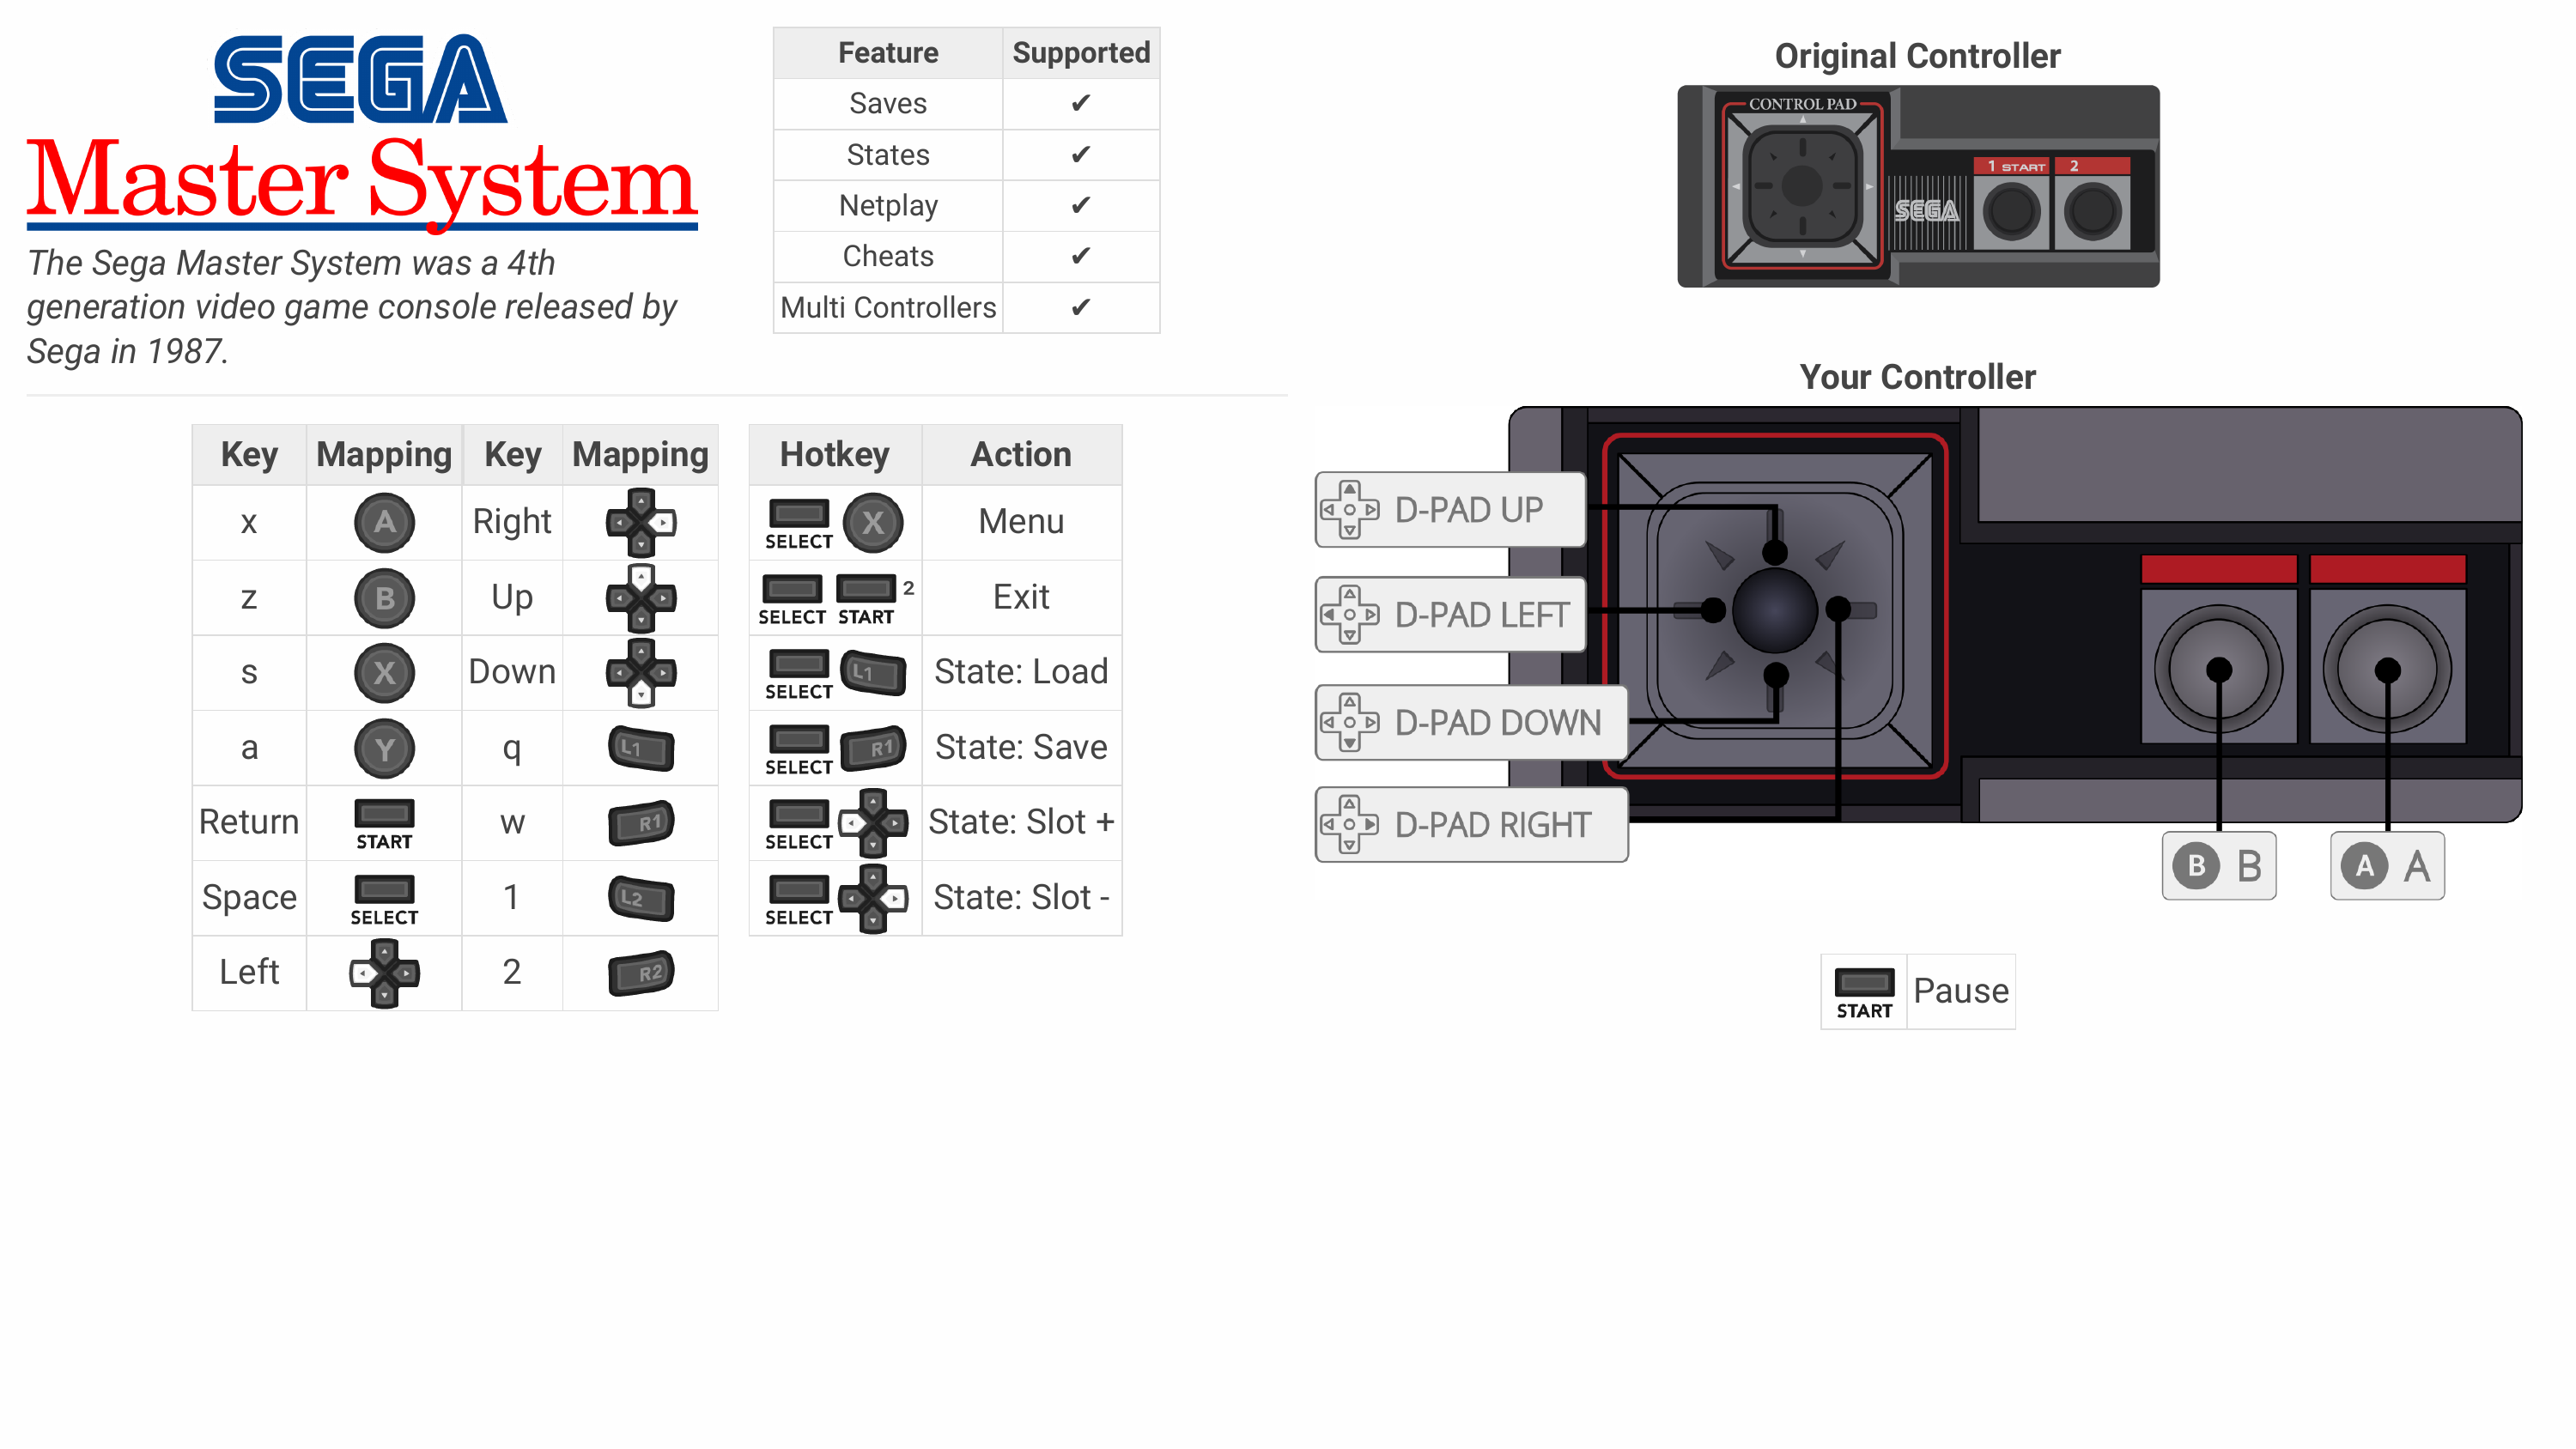 SEGA
Master System
The Sega Master System was a 4th
generation video game console released by
Sega in 1987.
Feature Supported
Saves ✔
States ✔
Netplay ✔
Cheats ✔
Multi Controllers ✔
Key Mapping Key Mapping
x A Right
z B Up
s X Down
a Y q L1
Return START w R1
Space SELECT 1 L2
Left 2 R2
Hotkey Action
SELECT X Menu
SELECT START 2 Exit
SELECT L1 State: Load
SELECT R1 State: Save
SELECT State: Slot +
SELECT State: Slot -
Original Controller
CONTROL PAD
1 START 2
SEGA
Your Controller
D-PAD UP
D-PAD LEFT
D-PAD DOWN
D-PAD RIGHT
B B
A A
START Pause